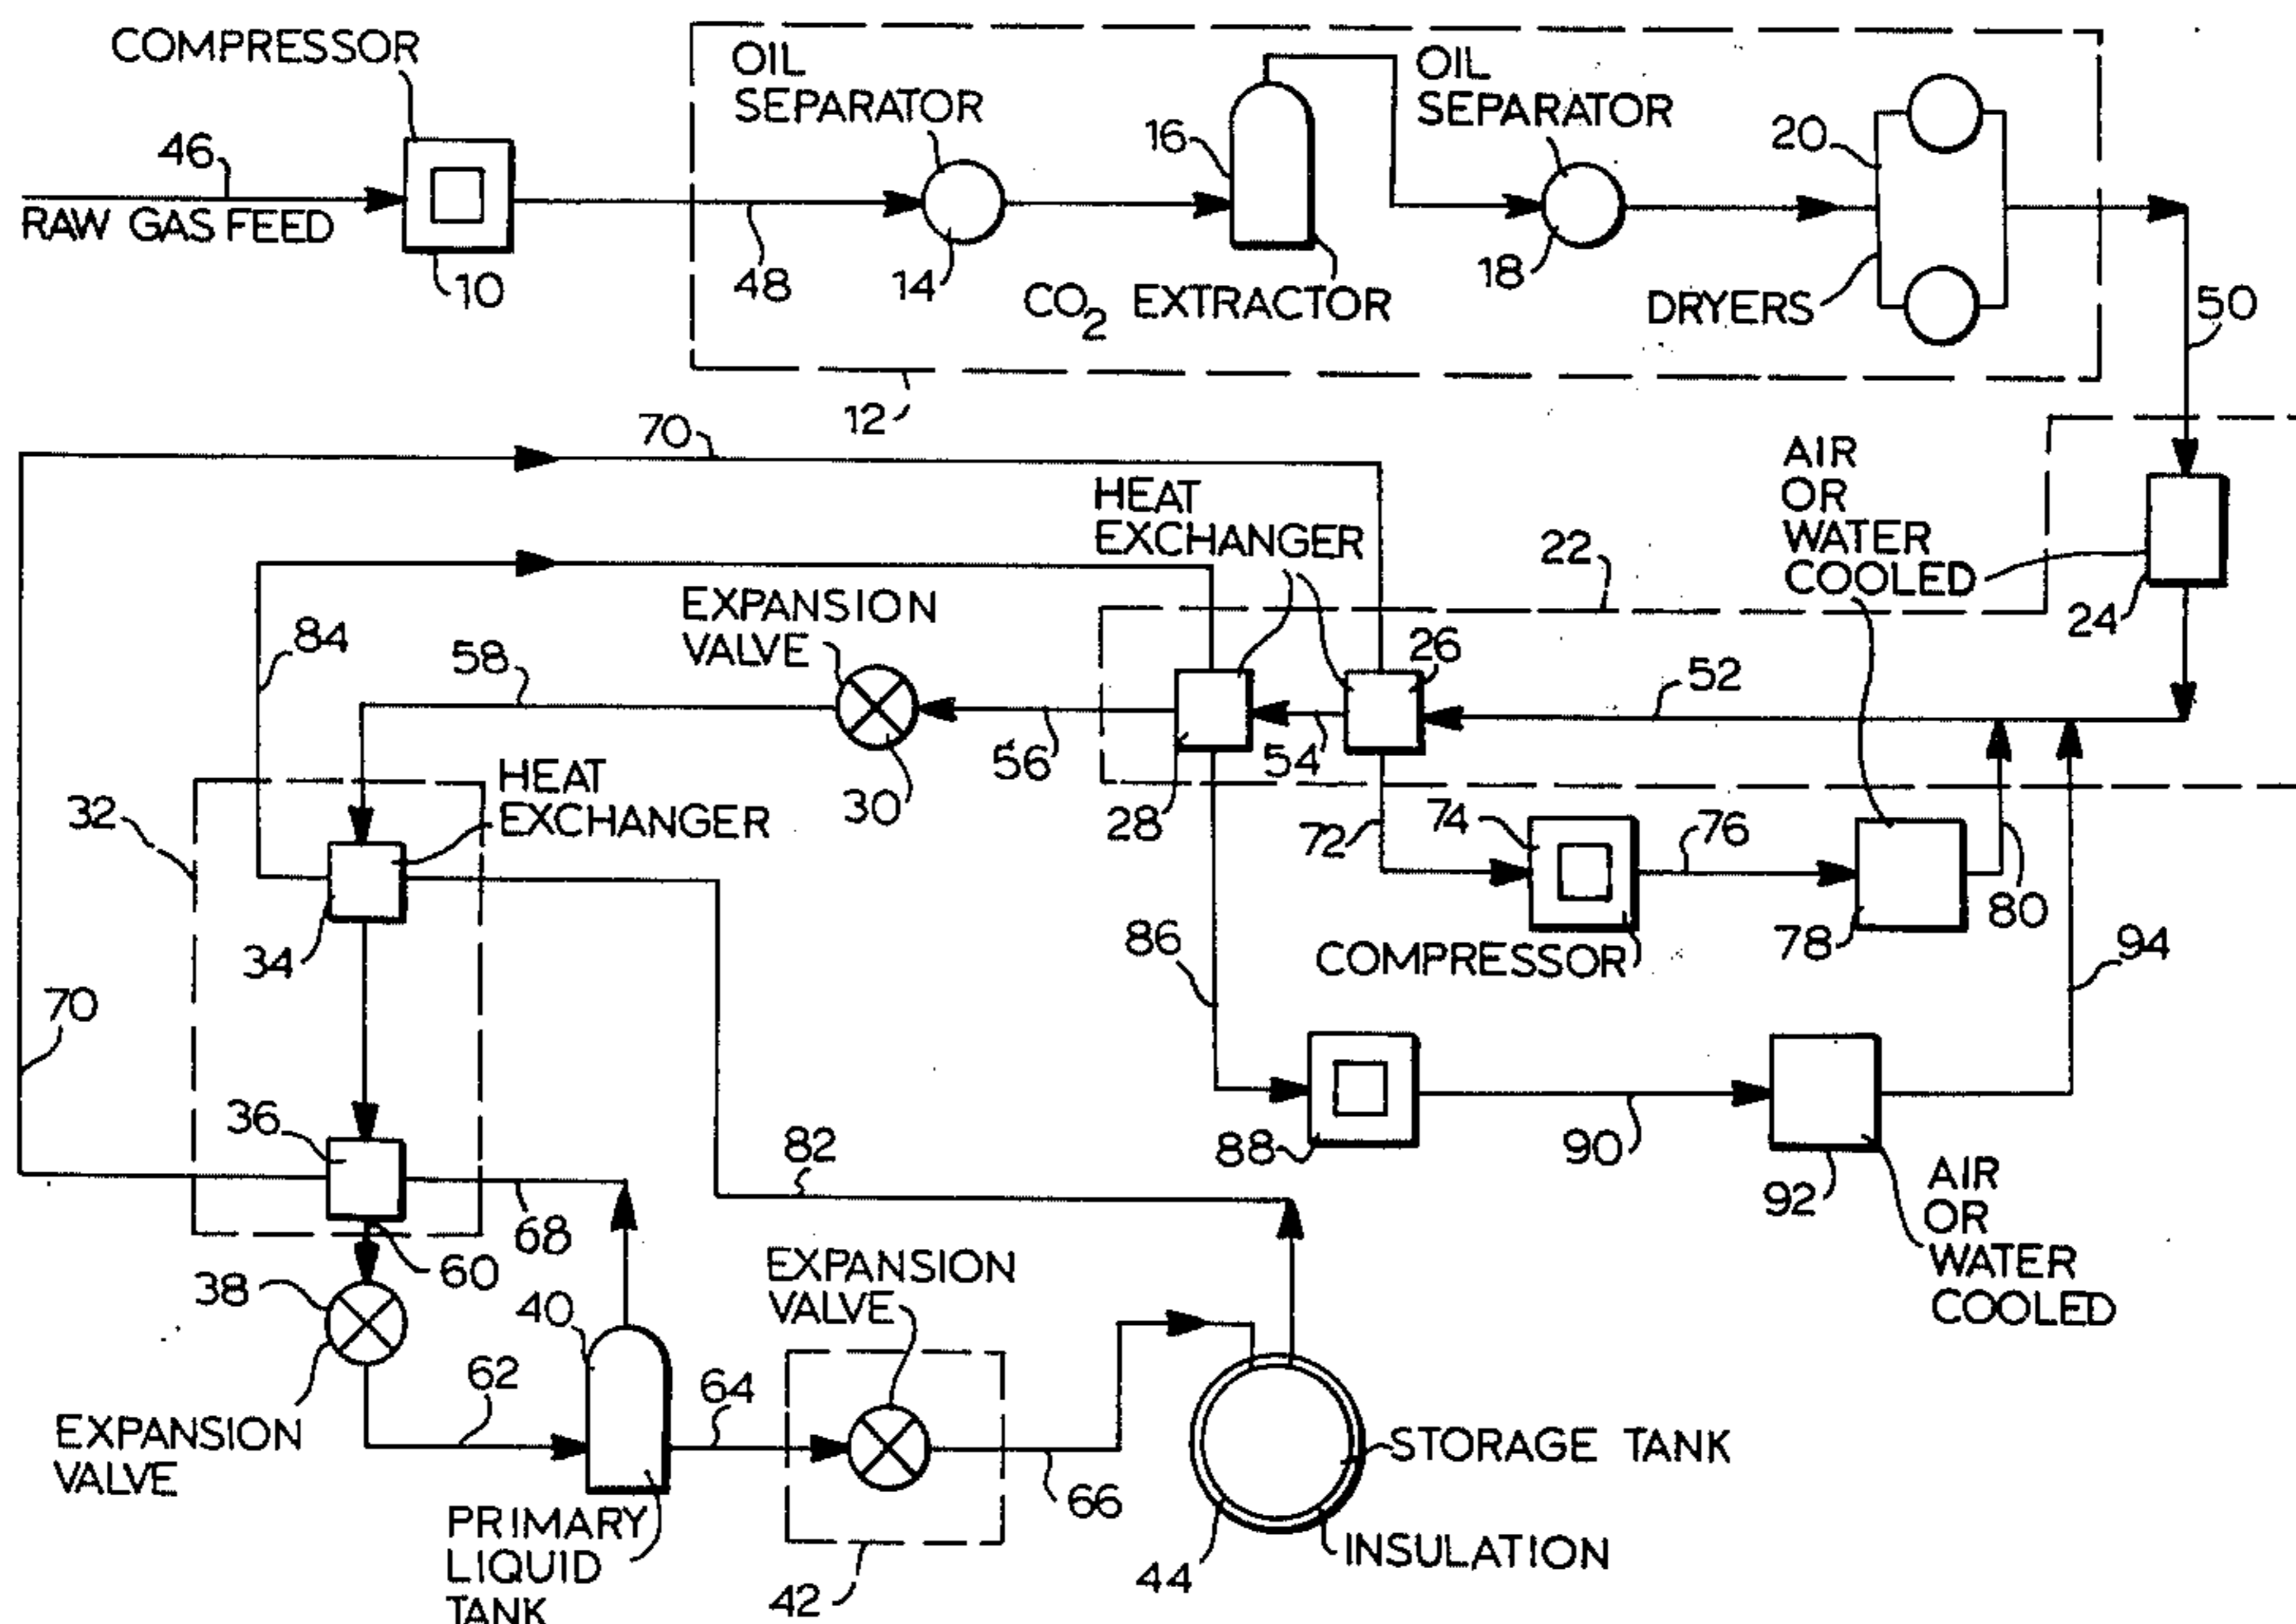 COMPRESSOR
46
RAW GAS FEED
10
OIL
SEPARATOR
48
14
16
CO2 EXTRACTOR
OIL
SEPARATOR
18
20
DRYERS
50
12
70
HEAT
EXCHANGER
22
AIR
OR
WATER
COOLED
24
84
58
EXPANSION
VALVE
30
56
28
54
26
52
32
HEAT
EXCHANGER
34
72
74
COMPRESSOR
76
78
80
94
86
88
90
92
AIR
OR
WATER
COOLED
70
36
68
60
82
38
EXPANSION
VALVE
62
40
PRIMARY
LIQUID
TANK
64
EXPANSION
VALVE
42
66
44
STORAGE TANK
INSULATION